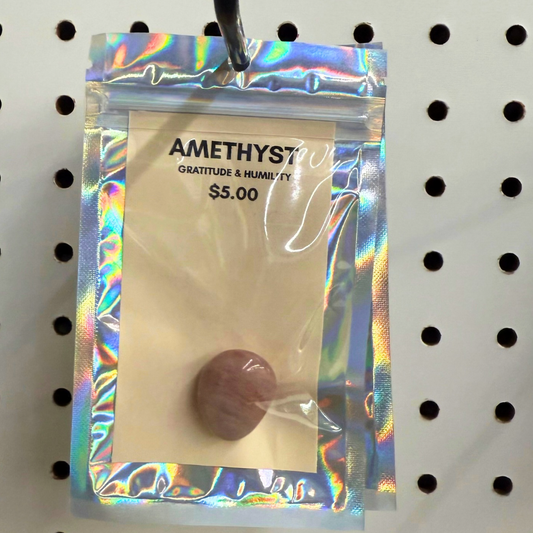 AMETHYST
GRATITUDE & HUMILITY
$5.00